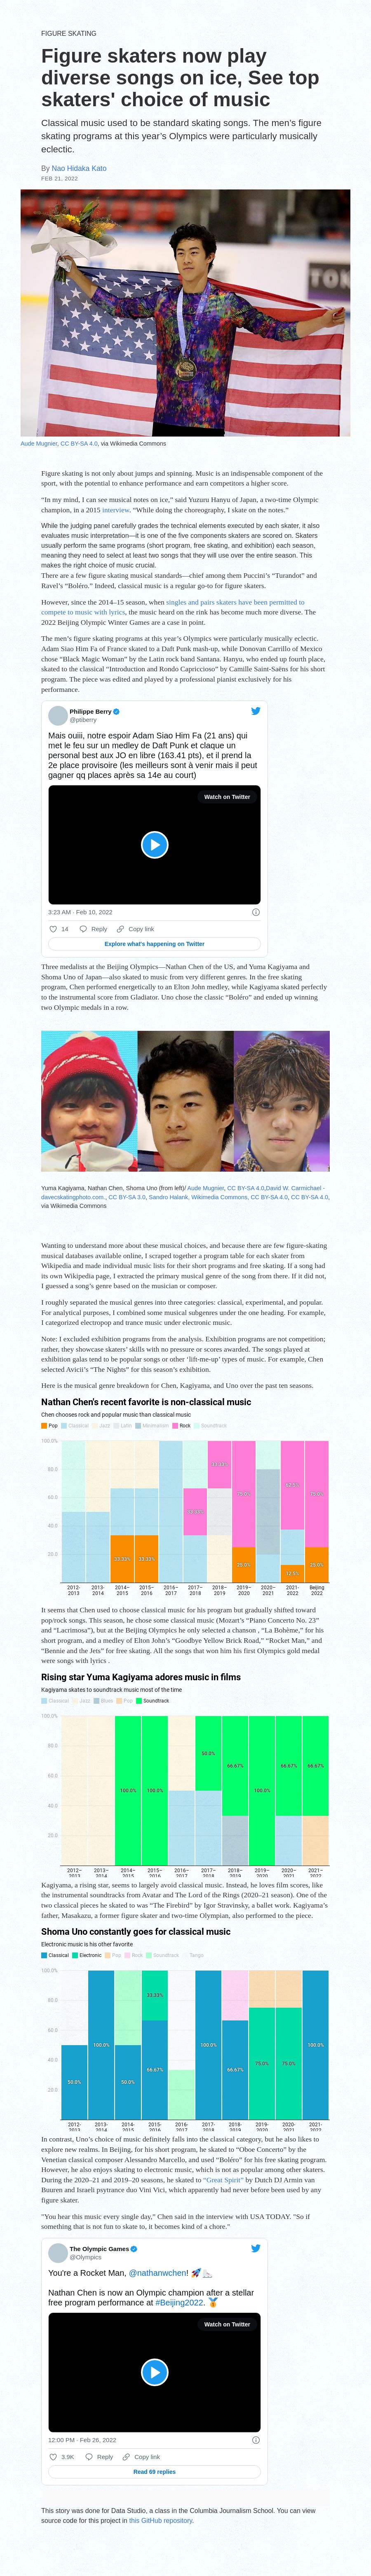 FIGURE SKATING
Figure skaters now play
diverse songs on ice, See top
skaters' choice of music
Classical music used to be standard skating songs. The men's figure
skating programs at this year's Olympics were particularly musically
eclectic.
By Nao Hidaka Kato
FEB 21, 2022
Aude Mugnier, CC BY-SA 4.0, via Wikimedia Commons
Figure skating is not only about jumps and spinning. Music is an indispensable component of the
sport, with the potential to enhance performance and earn competitors a higher score.
“In my mind, I can see musical notes on ice,” said Yuzuru Hanyu of Japan, a two-time Olympic
champion, in a 2015 interview. “While doing the choreography, I skate on the notes.”
While the judging panel carefully grades the technical elements executed by each skater, it also
evaluates music interpretation—it is one of the five components skaters are scored on. Skaters
usually perform the same programs (short program, free skating, and exhibition) each season,
meaning they need to select at least two songs that they will use over the entire season. This
makes the right choice of music crucial.
There are a few figure skating musical standards—chief among them Puccini’s “Turandot” and
Ravel’s “Boléro.” Indeed, classical music is a regular go-to for figure skaters.
However, since the 2014–15 season, when singles and pairs skaters have been permitted to
compete to music with lyrics, the music heard on the rink has become much more diverse. The
2022 Beijing Olympic Winter Games are a case in point.
The men’s figure skating programs at this year’s Olympics were particularly musically eclectic.
Adam Siao Him Fa of France skated to a Daft Punk mash-up, while Donovan Carrillo of Mexico
chose “Black Magic Woman” by the Latin rock band Santana. Hanyu, who ended up fourth place,
skated to the classical “Introduction and Rondo Capriccioso” by Camille Saint-Saëns for his short
program. The piece was edited and played by a professional pianist exclusively for his
performance.
Philippe Berry
@ptiberry
Mais ouiii, notre espoir Adam Siao Him Fa (21 ans) qui
met le feu sur un medley de Daft Punk et claque un
personal best aux JO en libre (163.41 pts), et il prend la
2e place provisoire (les meilleurs sont à venir mais il peut
gagner qq places après sa 14e au court)
Watch on Twitter
3:23 AM · Feb 10, 2022
14 Reply Copy link
Explore what's happening on Twitter
Three medalists at the Beijing Olympics—Nathan Chen of the US, and Yuma Kagiyama and
Shoma Uno of Japan—also skated to music from very different genres. In the free skating
program, Chen performed energetically to an Elton John medley, while Kagiyama skated perfectly
to the instrumental score from Gladiator. Uno chose the classic “Boléro” and ended up winning
two Olympic medals in a row.
Yuma Kagiyama, Nathan Chen, Shoma Uno (from left)/ Aude Mugnier, CC BY-SA 4.0,David W. Carmichael -
davecskatingphoto.com., CC BY-SA 3.0, Sandro Halank, Wikimedia Commons, CC BY-SA 4.0, CC BY-SA 4.0,
via Wikimedia Commons
Wanting to understand more about these musical choices, and because there are few figure-skating
musical databases available online, I scraped together a program table for each skater from
Wikipedia and made individual music lists for their short programs and free skating. If a song had
its own Wikipedia page, I extracted the primary musical genre of the song from there. If it did not,
I guessed a song’s genre based on the musician or composer.
I roughly separated the musical genres into three categories: classical, experimental, and popular.
For analytical purposes, I combined some musical subgenres under the one heading. For example,
I categorized electropop and trance music under electronic music.
Note: I excluded exhibition programs from the analysis. Exhibition programs are not competition;
rather, they showcase skaters’ skills with no pressure or scores awarded. The songs played at
exhibition galas tend to be popular songs or other ‘lift-me-up’ types of music. For example, Chen
selected Avicii’s “The Nights” for this season’s exhibition.
Here is the musical genre breakdown for Chen, Kagiyama, and Uno over the past ten seasons.
Nathan Chen's recent favorite is non-classical music
Chen chooses rock and popular music than classical music
Pop Classical Jazz Latin Minimalism Rock Soundtrack
100.0%
80.0
60.0
40.0
20.0
33.33% 33.33% 33.33% 33.33% 75.0% 25.0% 62.5% 12.5% 75.0% 25.0%
2012- 2013- 2014– 2015– 2016– 2017– 2018– 2019– 2020– 2021- Beijing
2013 2014 2015 2016 2017 2018 2019 2020 2021 2022 2022
It seems that Chen used to choose classical music for his program but gradually shifted toward
pop/rock songs. This season, he chose some classical music (Mozart’s “Piano Concerto No. 23”
and “Lacrimosa”), but at the Beijing Olympics he only selected a chanson , “La Bohème,” for his
short program, and a medley of Elton John’s “Goodbye Yellow Brick Road,” “Rocket Man,” and
“Bennie and the Jets” for free skating. All the songs that won him his first Olympics gold medal
were songs with lyrics .
Rising star Yuma Kagiyama adores music in films
Kagiyama skates to soundtrack music most of the time
Classical Jazz Blues Pop Soundtrack
100.0%
80.0
60.0
40.0
20.0
100.0% 100.0% 50.0% 66.67% 100.0% 66.67% 66.67%
2012– 2013– 2014– 2015– 2016– 2017– 2018– 2019– 2020– 2021–
2013 2014 2015 2016 2017 2018 2019 2020 2021 2022
Kagiyama, a rising star, seems to largely avoid classical music. Instead, he loves film scores, like
the instrumental soundtracks from Avatar and The Lord of the Rings (2020–21 season). One of the
two classical pieces he skated to was “The Firebird” by Igor Stravinsky, a ballet work. Kagiyama’s
father, Masakazu, a former figure skater and two-time Olympian, also performed to the piece.
Shoma Uno constantly goes for classical music
Electronic music is his other favorite
Classical Electronic Pop Rock Soundtrack Tango
100.0%
80.0
60.0
40.0
20.0
50.0% 100.0% 50.0% 33.33% 66.67% 100.0% 66.67% 75.0% 75.0% 100.0%
2012- 2013- 2014- 2015- 2016- 2017- 2018- 2019- 2020- 2021-
2013 2014 2015 2016 2017 2018 2019 2020 2021 2022
In contrast, Uno’s choice of music definitely falls into the classical category, but he also likes to
explore new realms. In Beijing, for his short program, he skated to “Oboe Concerto” by the
Venetian classical composer Alessandro Marcello, and used “Boléro” for his free skating program.
However, he also enjoys skating to electronic music, which is not as popular among other skaters.
During the 2020–21 and 2019–20 seasons, he skated to “Great Spirit” by Dutch DJ Armin van
Buuren and Israeli psytrance duo Vini Vici, which apparently had never before been used by any
figure skater.
"You hear this music every single day,” Chen said in the interview with USA TODAY. "So if
something that is not fun to skate to, it becomes kind of a chore."
The Olympic Games
@Olympics
You're a Rocket Man, @nathanwchen! 🚀⛸
Nathan Chen is now an Olympic champion after a stellar
free program performance at #Beijing2022. 🥇
Watch on Twitter
12:00 PM · Feb 26, 2022
3.9K Reply Copy link
Read 69 replies
This story was done for Data Studio, a class in the Columbia Journalism School. You can view
source code for this project in this GitHub repository.